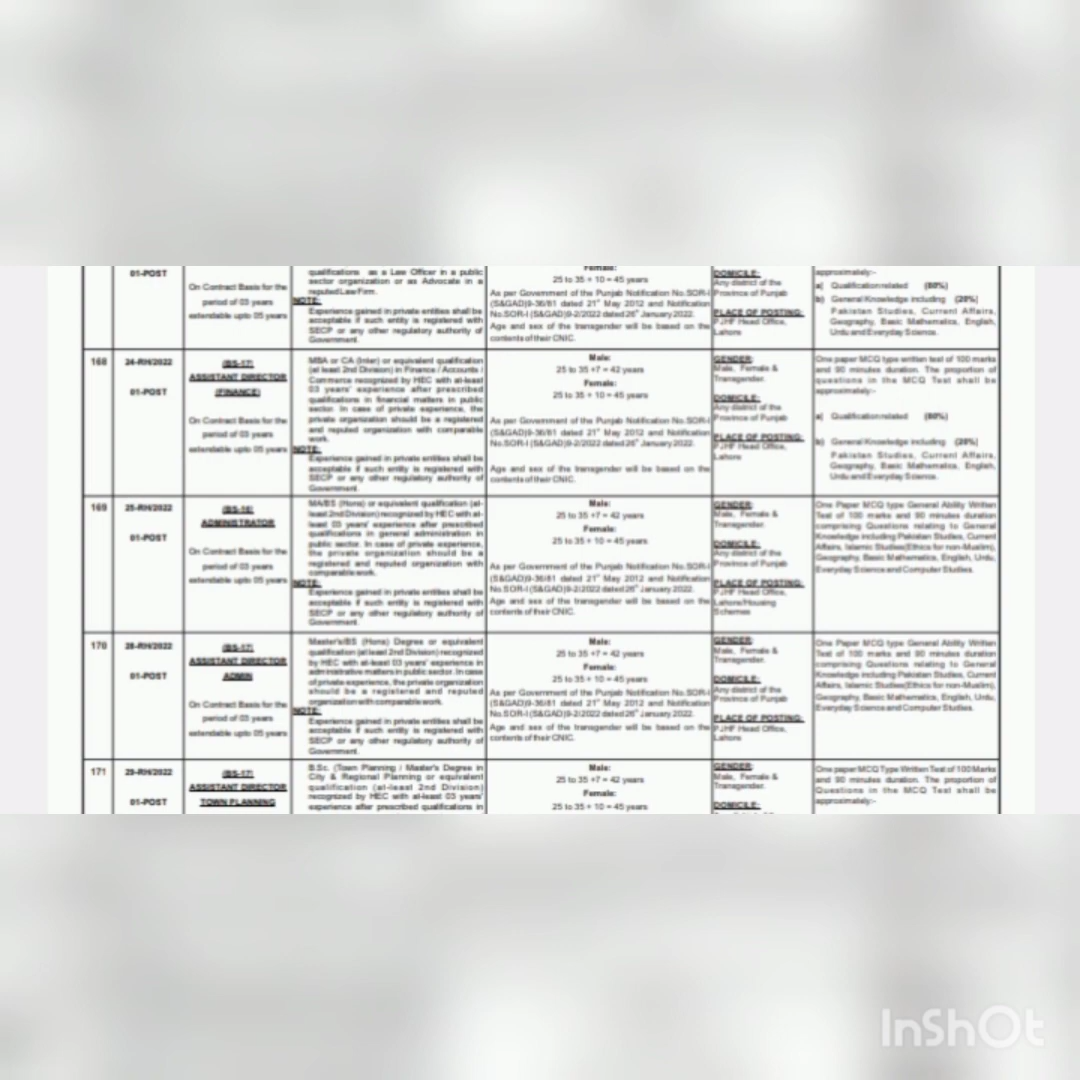 01-POST
On Contract Basis for the
period of 03 years
extendable upto 05 years
qualifications as a Law Officer in a public
sector organization or as Advocate in a
reputed Law Firm.
NOTE:
Experience gained in private entities shall be
acceptable if such entity is registered with
SECP or any other regulatory authority of
Government.
Female:
25 to 35 + 10 = 45 years
As per Government of the Punjab Notification No.SOR-I
(S&GAD)9-36/81 dated 21st May 2012 and Notification
No.SOR-I (S&GAD)9-2/2022 dated 26th January 2022.
Age and sex of the transgender will be based on the
contents of their CNIC.
DOMICILE:
Any district of the
Province of Punjab
PLACE OF POSTING:
PJHF Head Office,
Lahore
approximately:-
a) Qualification related (80%)
b) General Knowledge including (20%)
Pakistan Studies, Current Affairs,
Geography, Basic Mathematics, English,
Urdu and Everyday Science.
168
24-RH/2022
01-POST
(BS-17)
ASSISTANT DIRECTOR
(FINANCE)
On Contract Basis for the
period of 03 years
extendable upto 05 years
MBA or CA (Inter) or equivalent qualification
(at least 2nd Division) in Finance / Accounts /
Commerce recognized by HEC with at-least
03 years' experience after prescribed
qualifications in financial matters in public
sector. In case of private experience, the
private organization should be a registered
and reputed organization with comparable
work.
NOTE:
Experience gained in private entities shall be
acceptable if such entity is registered with
SECP or any other regulatory authority of
Government.
Male:
25 to 35 +7 = 42 years
Female:
25 to 35 + 10 = 45 years
As per Government of the Punjab Notification No.SOR-I
(S&GAD)9-36/81 dated 21st May 2012 and Notification
No.SOR-I (S&GAD)9-2/2022 dated 26th January 2022.
Age and sex of the transgender will be based on the
contents of their CNIC.
GENDER:
Male, Female &
Transgender.
DOMICILE:
Any district of the
Province of Punjab
PLACE OF POSTING:
PJHF Head Office,
Lahore
One paper MCQ type written test of 100 marks
and 90 minutes duration. The proportion of
questions in the MCQ Test shall be
approximately:-
a) Qualification related (80%)
b) General Knowledge including (20%)
Pakistan Studies, Current Affairs,
Geography, Basic Mathematics, English,
Urdu and Everyday Science.
169
25-RH/2022
01-POST
(BS-16)
ADMINISTRATOR
On Contract Basis for the
period of 03 years
extendable upto 05 years
MA/BS (Hons) or equivalent qualification (at-
least 2nd Division) recognized by HEC with at-
least 03 years' experience after prescribed
qualifications in general administration in
public sector. In case of private experience,
the private organization should be a
registered and reputed organization with
comparable work.
NOTE:
Experience gained in private entities shall be
acceptable if such entity is registered with
SECP or any other regulatory authority of
Government.
Male:
25 to 35 +7 = 42 years
Female:
25 to 35 + 10 = 45 years
As per Government of the Punjab Notification No.SOR-I
(S&GAD)9-36/81 dated 21st May 2012 and Notification
No.SOR-I (S&GAD)9-2/2022 dated 26th January 2022.
Age and sex of the transgender will be based on the
contents of their CNIC.
GENDER:
Male, Female &
Transgender.
DOMICILE:
Any district of the
Province of Punjab
PLACE OF POSTING:
PJHF Head Office,
Lahore/Housing
Schemes
One Paper MCQ type General Ability Written
Test of 100 marks and 90 minutes duration
comprising Questions relating to General
Knowledge including Pakistan Studies, Current
Affairs, Islamic Studies(Ethics for non-Muslim),
Geography, Basic Mathematics, English, Urdu,
Everyday Science and Computer Studies.
170
28-RH/2022
01-POST
(BS-17)
ASSISTANT DIRECTOR
ADMIN
On Contract Basis for the
period of 03 years
extendable upto 05 years
Master's/BS (Hons) Degree or equivalent
qualification (at least 2nd Division) recognized
by HEC with at-least 03 years' experience in
administrative matters in public sector. In case
of private experience, the private organization
should be a registered and reputed
organization with comparable work.
NOTE:
Experience gained in private entities shall be
acceptable if such entity is registered with
SECP or any other regulatory authority of
Government.
Male:
25 to 35 +7 = 42 years
Female:
25 to 35 + 10 = 45 years
As per Government of the Punjab Notification No.SOR-I
(S&GAD)9-36/81 dated 21st May 2012 and Notification
No.SOR-I (S&GAD)9-2/2022 dated 26th January 2022.
Age and sex of the transgender will be based on the
contents of their CNIC.
GENDER:
Male, Female &
Transgender.
DOMICILE:
Any district of the
Province of Punjab
PLACE OF POSTING:
PJHF Head Office,
Lahore
One Paper MCQ type General Ability Written
Test of 100 marks and 90 minutes duration
comprising Questions relating to General
Knowledge including Pakistan Studies, Current
Affairs, Islamic Studies(Ethics for non-Muslim),
Geography, Basic Mathematics, English, Urdu,
Everyday Science and Computer Studies.
171
29-RH/2022
01-POST
(BS-17)
ASSISTANT DIRECTOR
TOWN PLANNING
B.Sc. (Town Planning / Master's Degree in
City & Regional Planning or equivalent
qualification (at-least 2nd Division)
recognized by HEC with at-least 03 years'
experience after prescribed qualifications in
Male:
25 to 35 +7 = 42 years
Female:
25 to 35 + 10 = 45 years
GENDER:
Male, Female &
Transgender.
DOMICILE:
One paper MCQ Type Written Test of 100 Marks
and 90 minutes duration. The proportion of
Questions in the MCQ Test shall be
approximately:-
InShOt